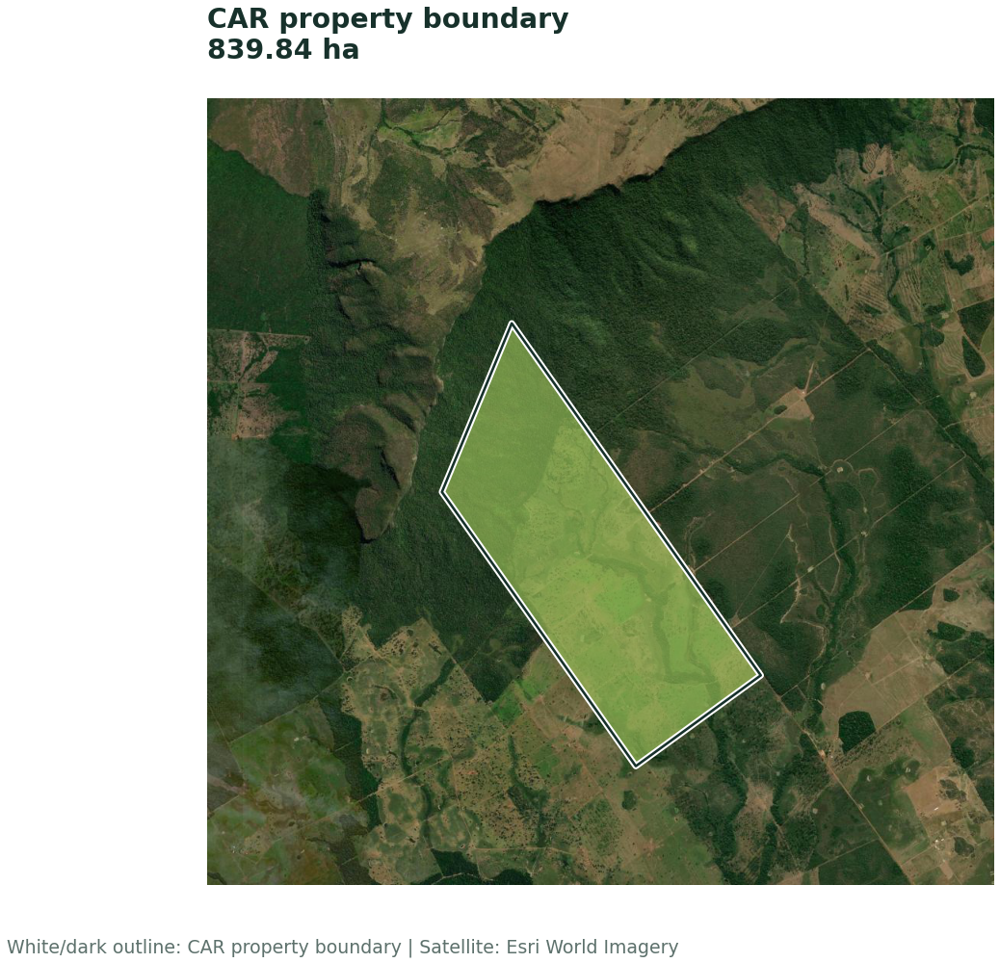 CAR property boundary
839.84 ha
White/dark outline: CAR property boundary | Satellite: Esri World Imagery